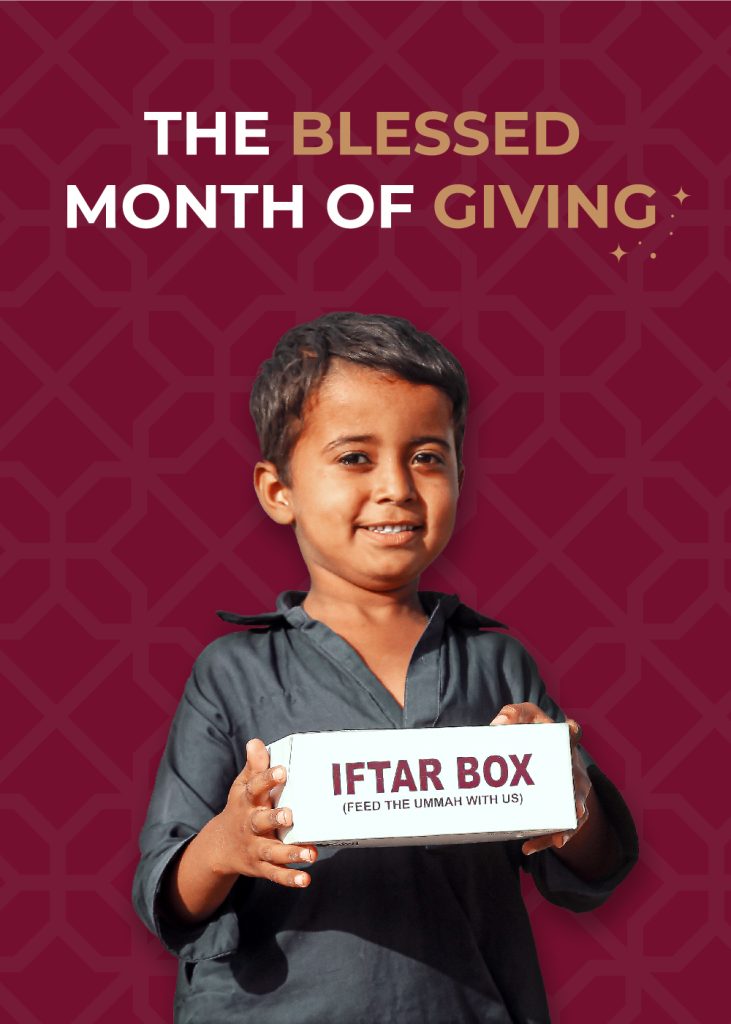 THE BLESSED
MONTH OF GIVING
IFTAR BOX
(FEED THE UMMAH WITH US)